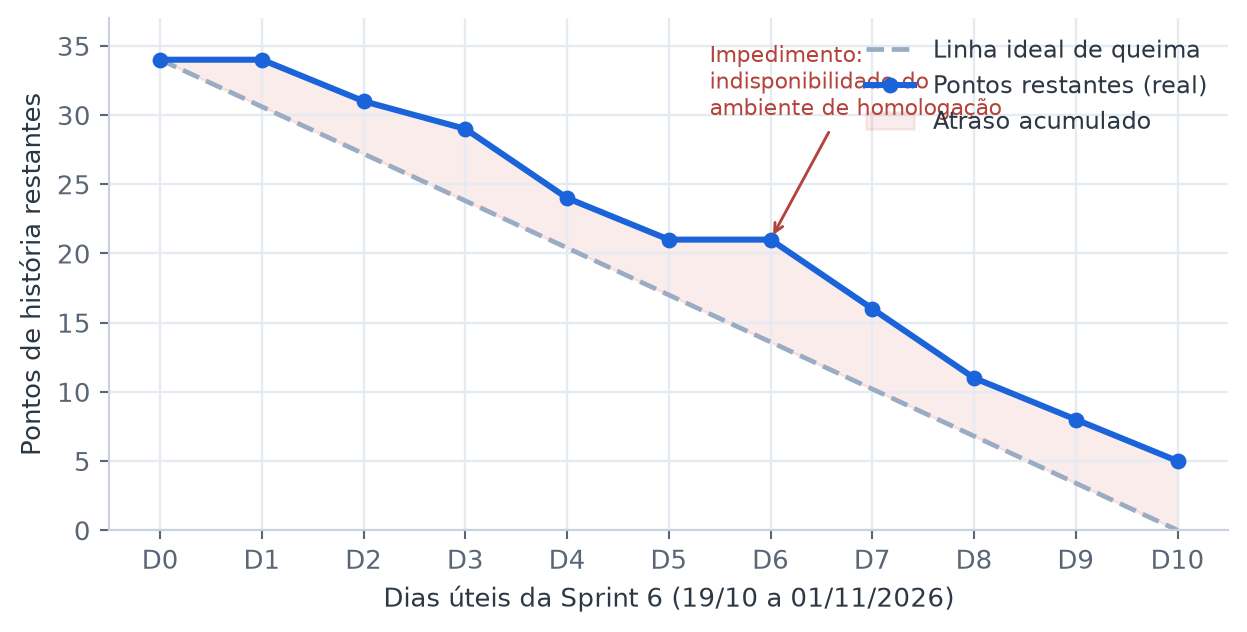 Impedimento:
indisponibilidade do
ambiente de homologação
Linha ideal de queima
Pontos restantes (real)
Atraso acumulado
Pontos de história restantes
35
30
25
20
15
10
5
0
D0 D1 D2 D3 D4 D5 D6 D7 D8 D9 D10
Dias úteis da Sprint 6 (19/10 a 01/11/2026)